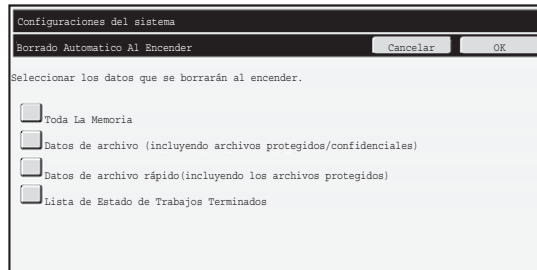 Configuraciones del sistema
Borrado Automatico Al Encender Cancelar OK
Seleccionar los datos que se borrarán al encender.
Toda La Memoria
Datos de archivo (incluyendo archivos protegidos/confidenciales)
Datos de archivo rápido(incluyendo los archivos protegidos)
Lista de Estado de Trabajos Terminados